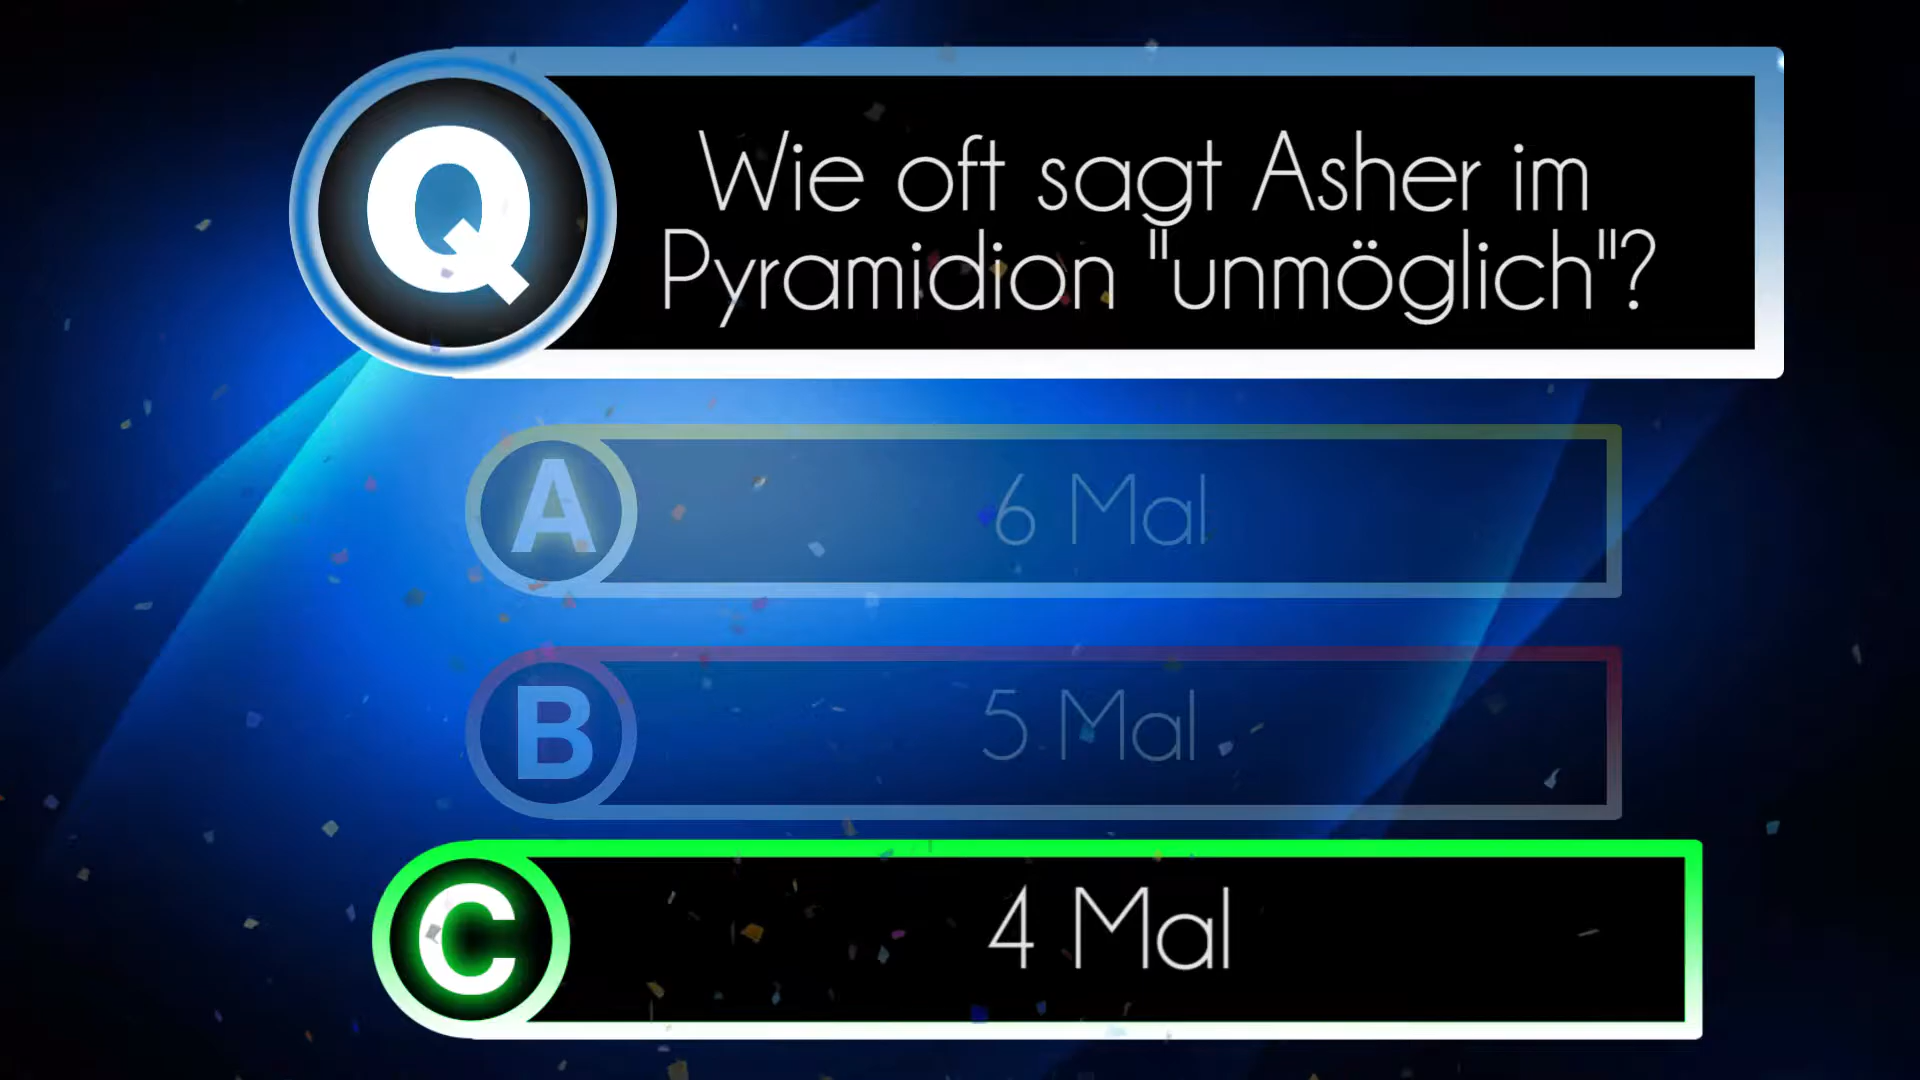 Q
Wie oft sagt Asher im
Pyramidion "unmöglich"?
A
6 Mal
B
5 Mal
C
4 Mal